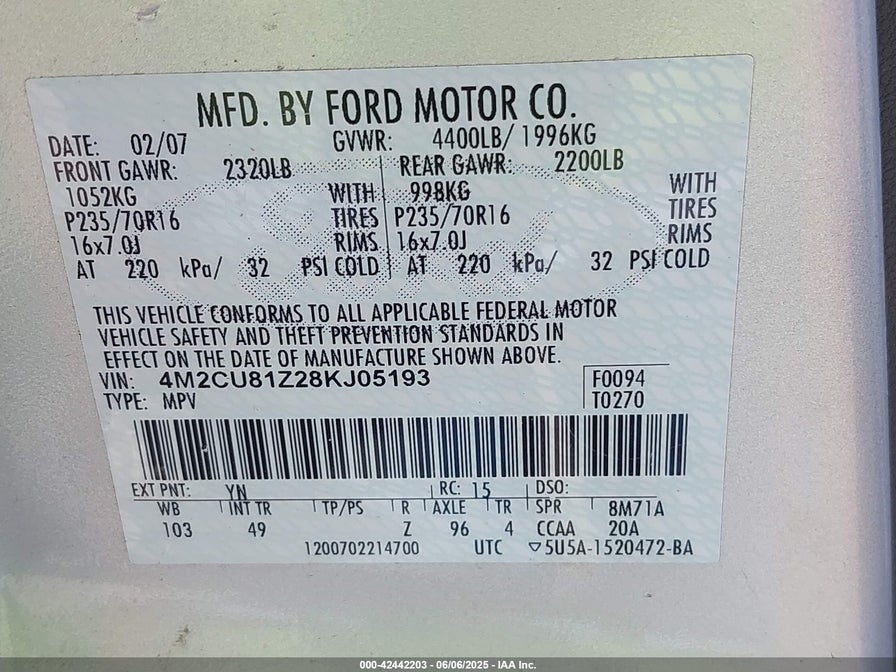 MFD. BY FORD MOTOR CO.
DATE: 02/07 GVWR: 4400LB/ 1996KG
FRONT GAWR: 2320LB REAR GAWR: 2200LB
1052KG WITH 998KG WITH
P235/70R16 TIRES P235/70R16 TIRES
16x7.0J RIMS 16x7.0J RIMS
AT 220 kPa/ 32 PSI COLD AT 220 kPa/ 32 PSI COLD
THIS VEHICLE CONFORMS TO ALL APPLICABLE FEDERAL MOTOR
VEHICLE SAFETY AND THEFT PREVENTION STANDARDS IN
EFFECT ON THE DATE OF MANUFACTURE SHOWN ABOVE.
VIN: 4M2CU81Z28KJ05193 F0094
TYPE: MPV T0270
EXT PNT: YN RC: 15 DSO:
WB INT TR TP/PS R AXLE TR SPR 8M71A
103 49 Z 96 4 CCAA 20A
1200702214700 UTC ▽5U5A-1520472-BA
Ford
000-42442203 - 06/06/2025 - IAA Inc.